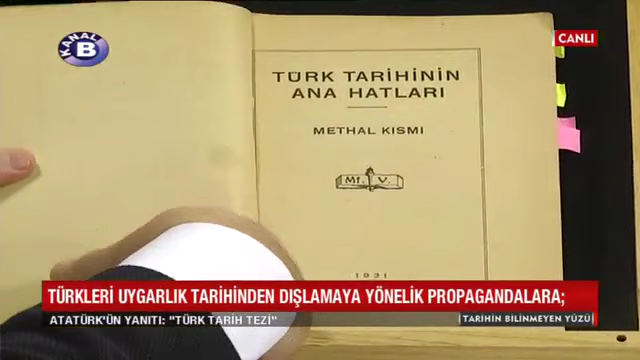 KANAL
B
CANLI
TÜRK TARİHİNİN
ANA HATLARI
METHAL KISMI
Mf. V.
1931
TÜRKLERİ UYGARLIK TARİHİNDEN DIŞLAMAYA YÖNELİK PROPAGANDALARA;
ATATÜRK'ÜN YANITI: "TÜRK TARİH TEZİ"
TARİHİN BİLİNMEYEN YÜZÜ